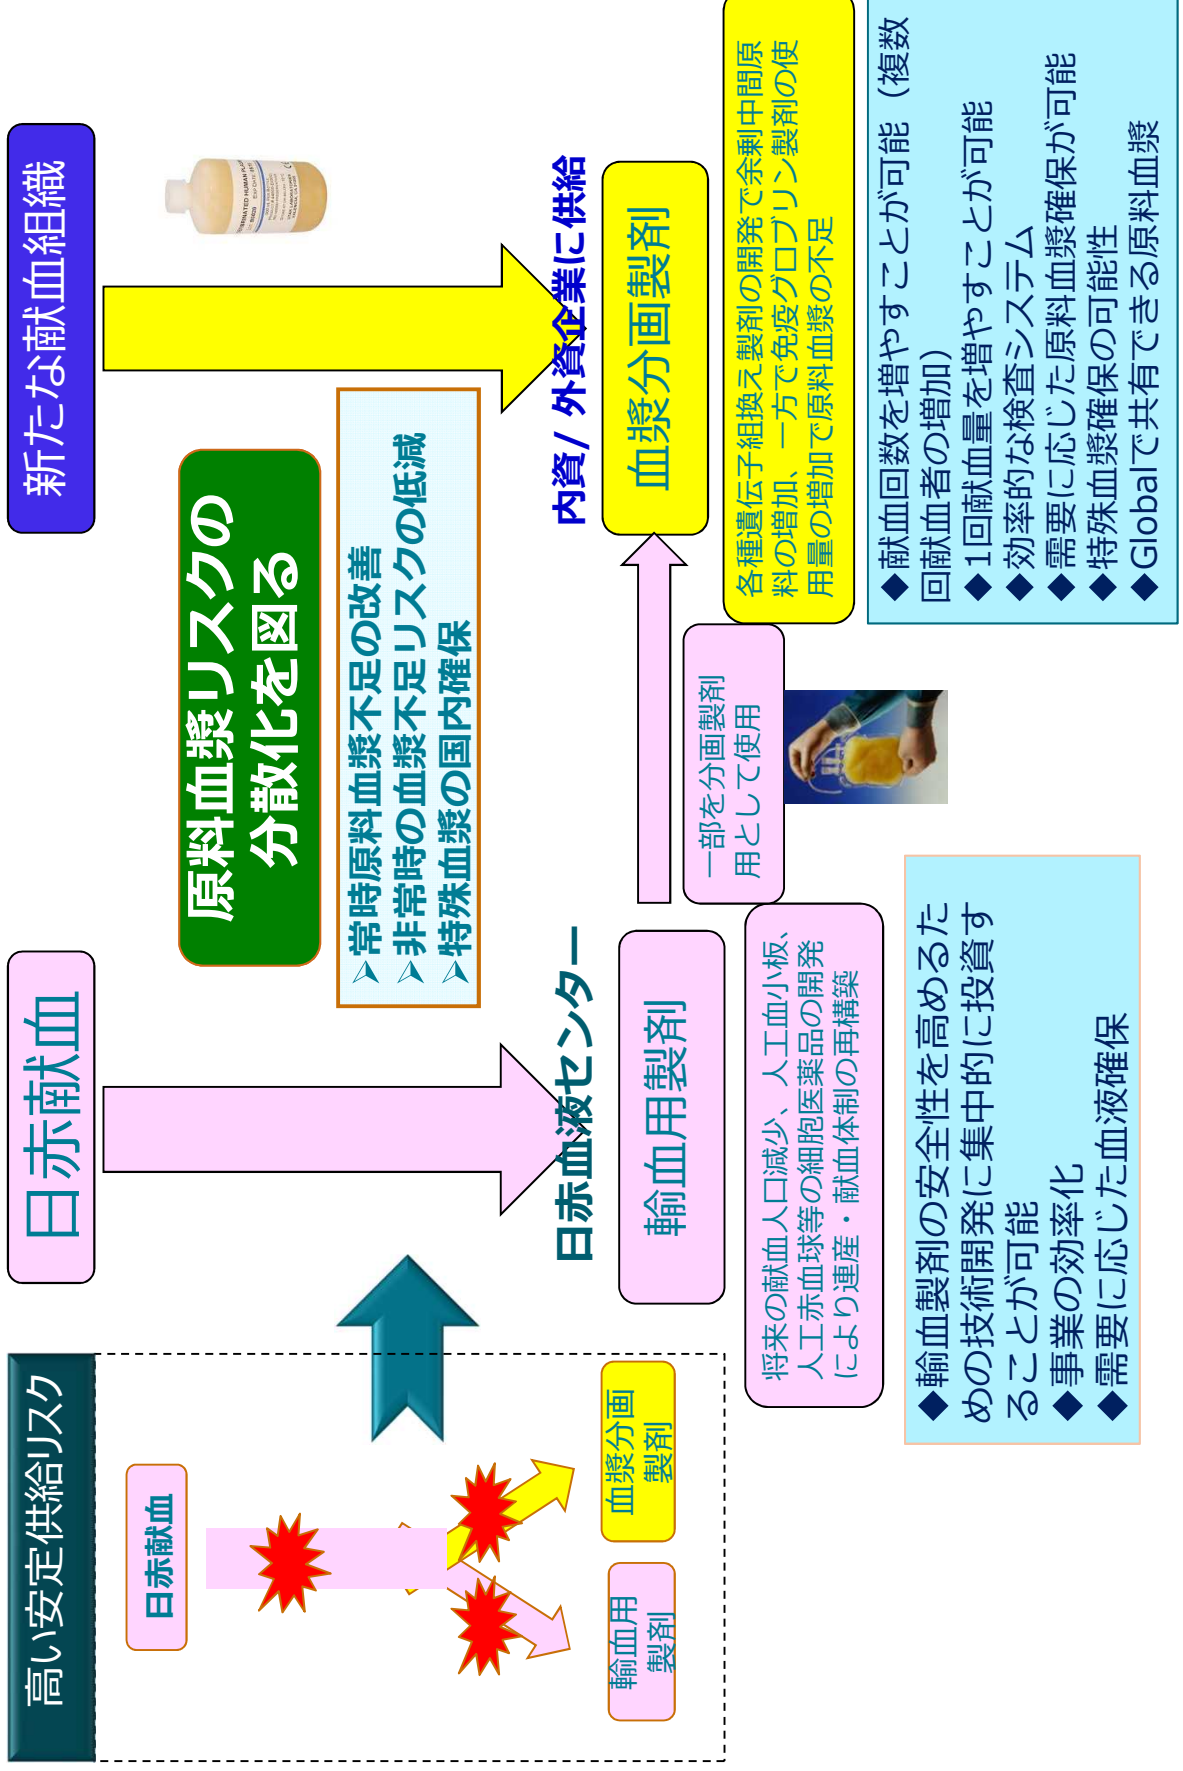 高い安定供給リスク
日赤献血
輸血用
製剤
血漿分画
製剤
日赤献血
日赤血液センター
輸血用製剤
将来の献血人口減少、人工血小板、
人工赤血球等の細胞医薬品の開発
により連産・献血体制の再構築
◆輸血製剤の安全性を高めるた
めの技術開発に集中的に投資す
ることが可能
◆事業の効率化
◆需要に応じた血液確保
原料血漿リスクの
分散化を図る
➢常時原料血漿不足の改善
➢非常時の血漿不足リスクの低減
➢特殊血漿の国内確保
一部を分画製剤
用として使用
新たな献血血組織
内資/ 外資企業に供給
血漿分画製剤
各種遺伝子組換え製剤の開発で余剰中間原
料の増加、一方で免疫グロブリン製剤の使
用量の増加で原料血漿の不足
◆献血回数を増やすことが可能（複数
回献血者の増加）
◆1回献血量を増やすことが可能
◆効率的な検査システム
◆需要に応じた原料血漿確保が可能
◆特殊血漿確保の可能性
◆Globalで共有できる原料血漿